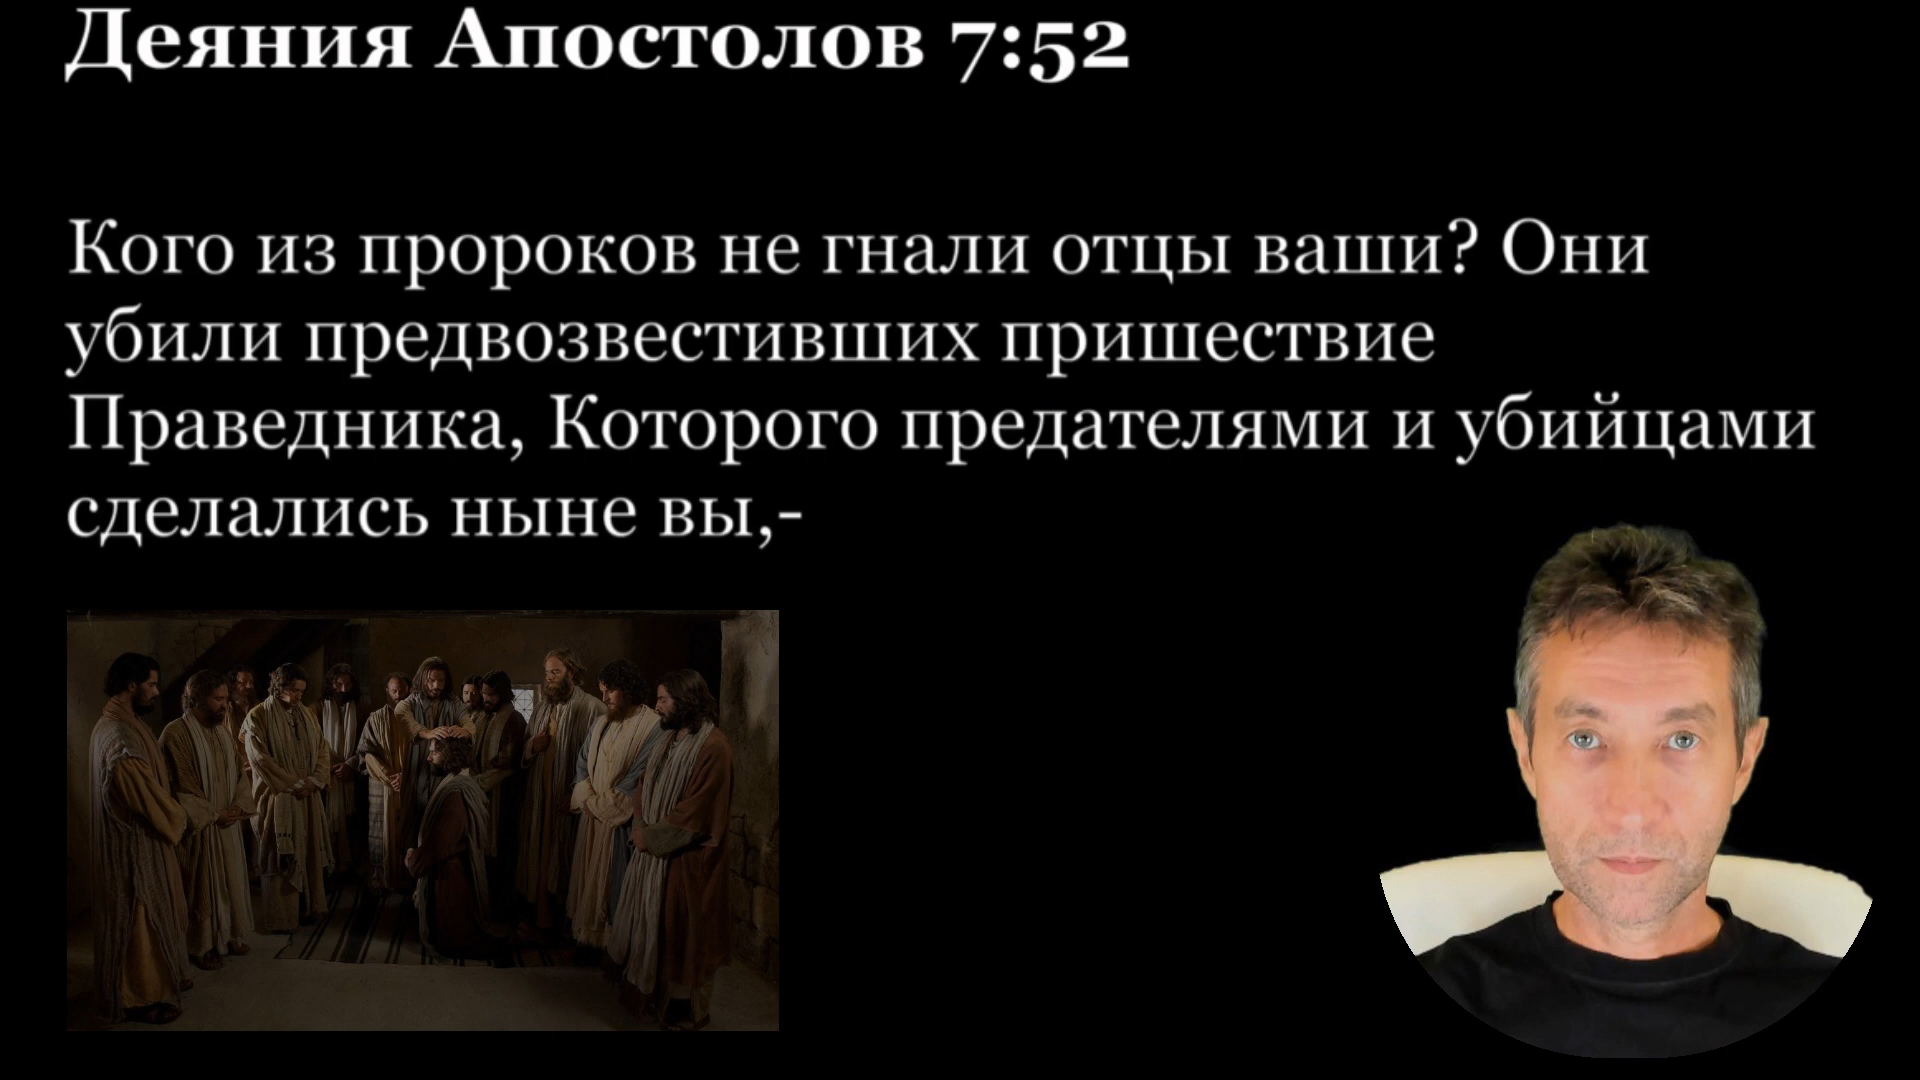 Деяния Апостолов 7:52
Кого из пророков не гнали отцы ваши? Они
убили предвозвестивших пришествие
Праведника, Которого предателями и убийцами
сделались ныне вы,-